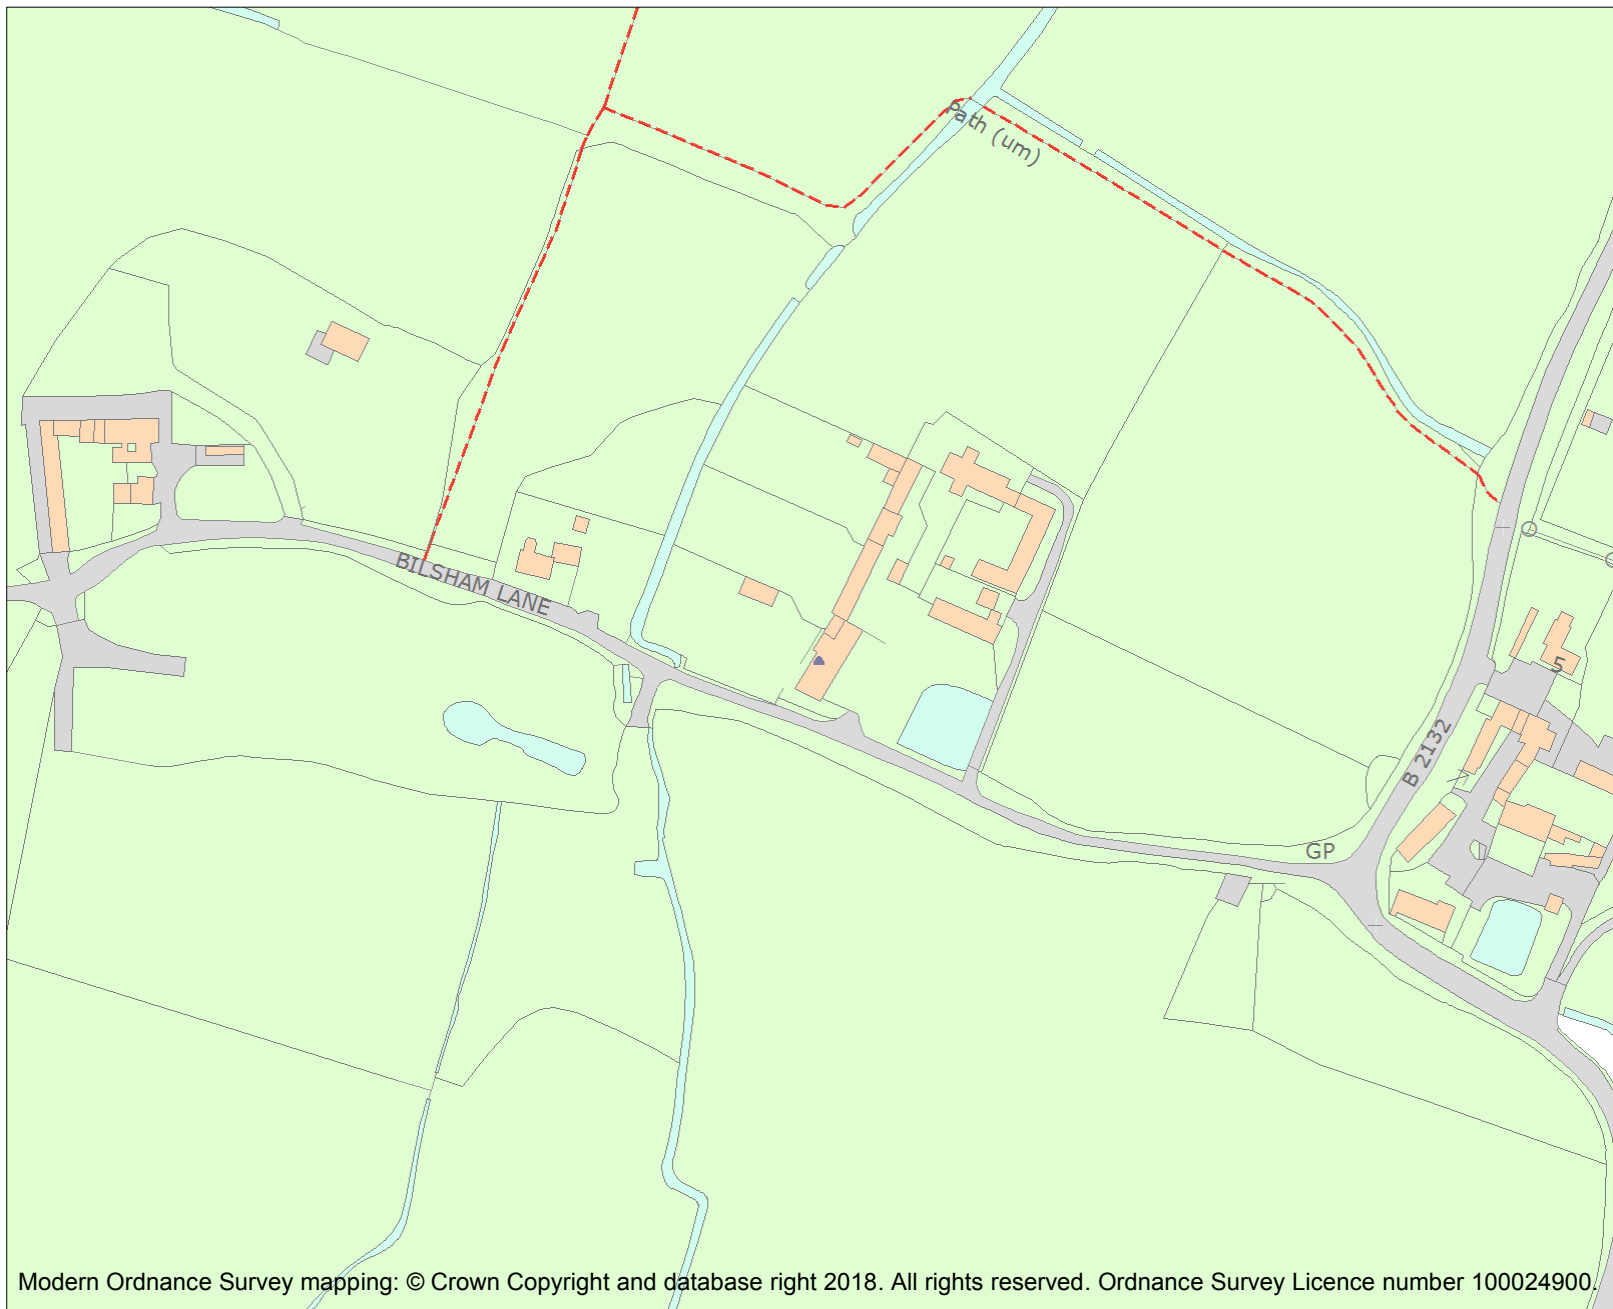 Path (um)
BILSHAM LANE
5
B 2132
GP
Modern Ordnance Survey mapping: © Crown Copyright and database right 2018. All rights reserved. Ordnance Survey Licence number 100024900.